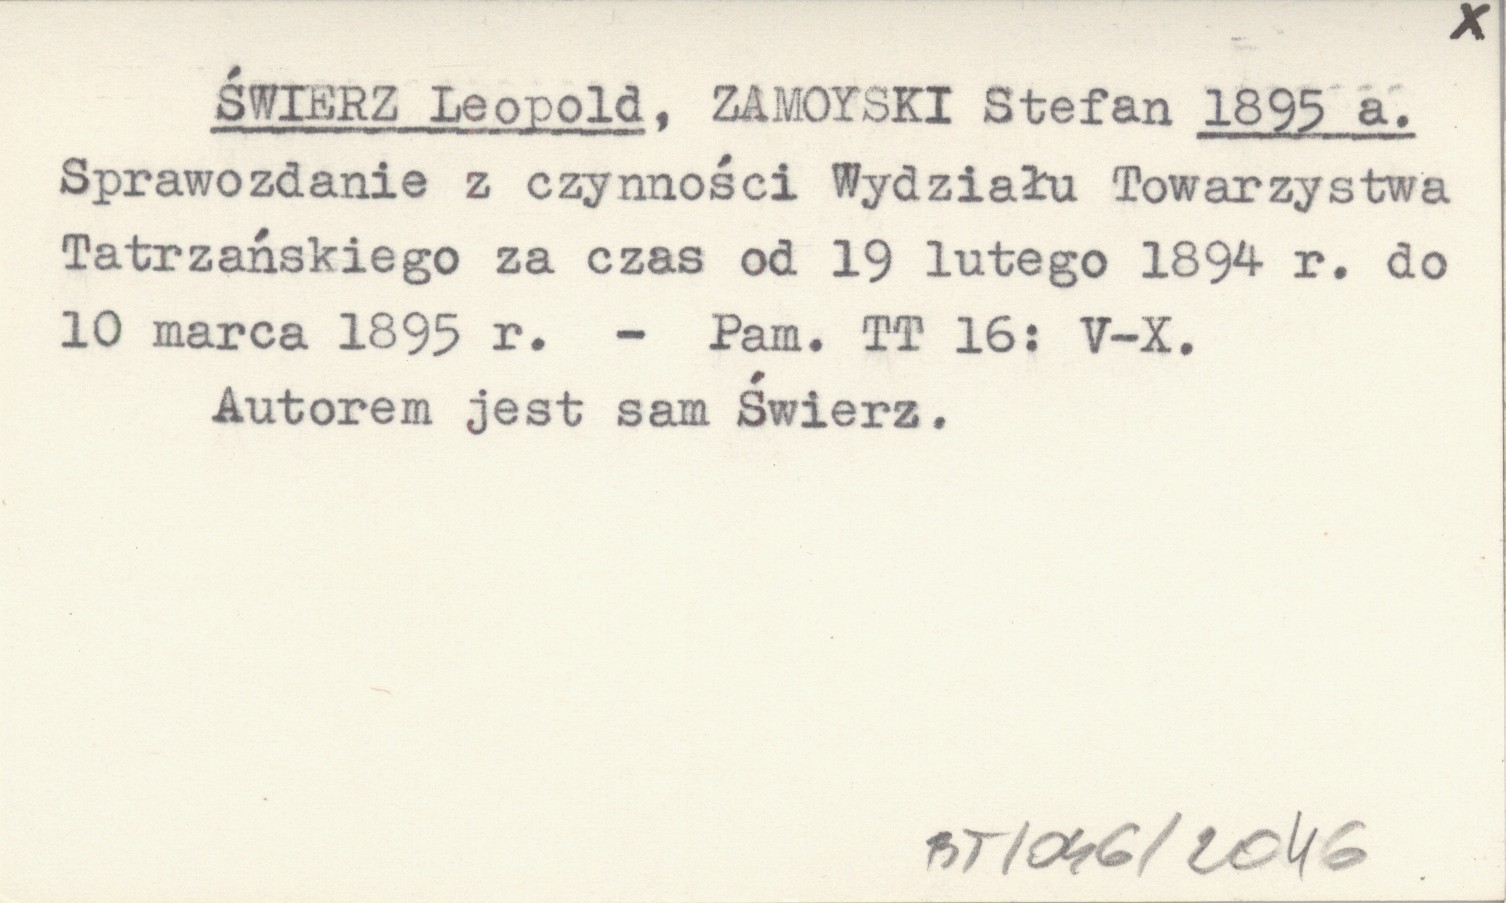 x
ŚWIERZ Leopold, ZAMOYSKI Stefan 1895 a.
Sprawozdanie z czynności Wydziału Towarzystwa
Tatrzańskiego za czas od 19 lutego 1894 r. do
10 marca 1895 r. - Pam. TT 16: V-X.
Autorem jest sam Świerz.
BT/046/2046